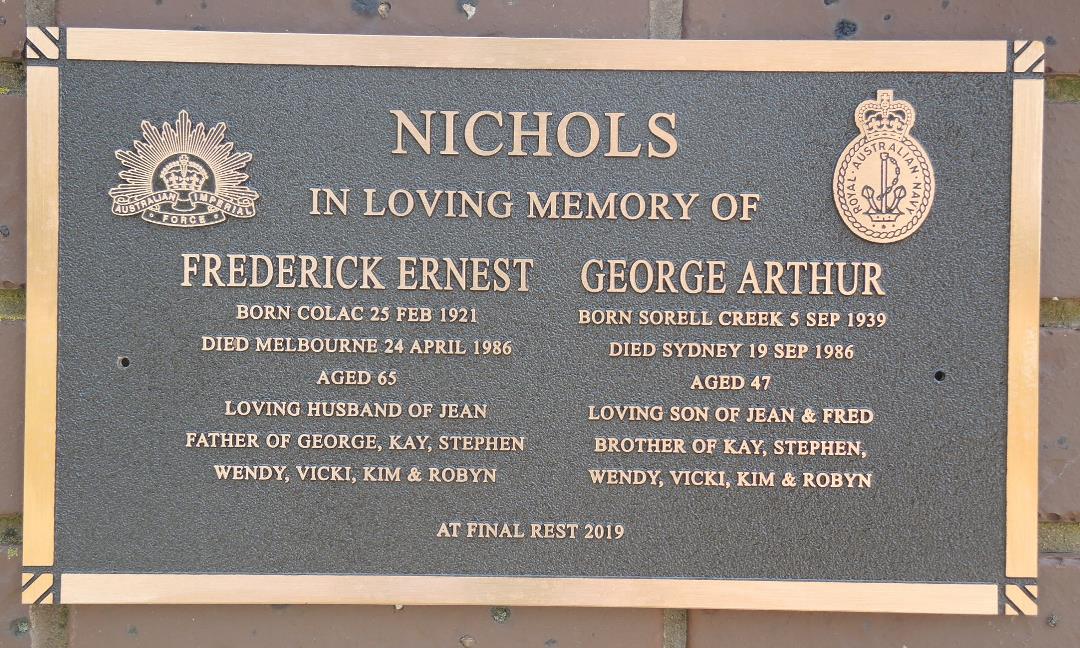 NICHOLS
IN LOVING MEMORY OF
AUSTRALIAN IMPERIAL
FORCE
ROYAL AUSTRALIAN NAVY
FREDERICK ERNEST
BORN COLAC 25 FEB 1921
DIED MELBOURNE 24 APRIL 1986
AGED 65
LOVING HUSBAND OF JEAN
FATHER OF GEORGE, KAY, STEPHEN
WENDY, VICKI, KIM & ROBYN
GEORGE ARTHUR
BORN SORELL CREEK 5 SEP 1939
DIED SYDNEY 19 SEP 1986
AGED 47
LOVING SON OF JEAN & FRED
BROTHER OF KAY, STEPHEN,
WENDY, VICKI, KIM & ROBYN
AT FINAL REST 2019